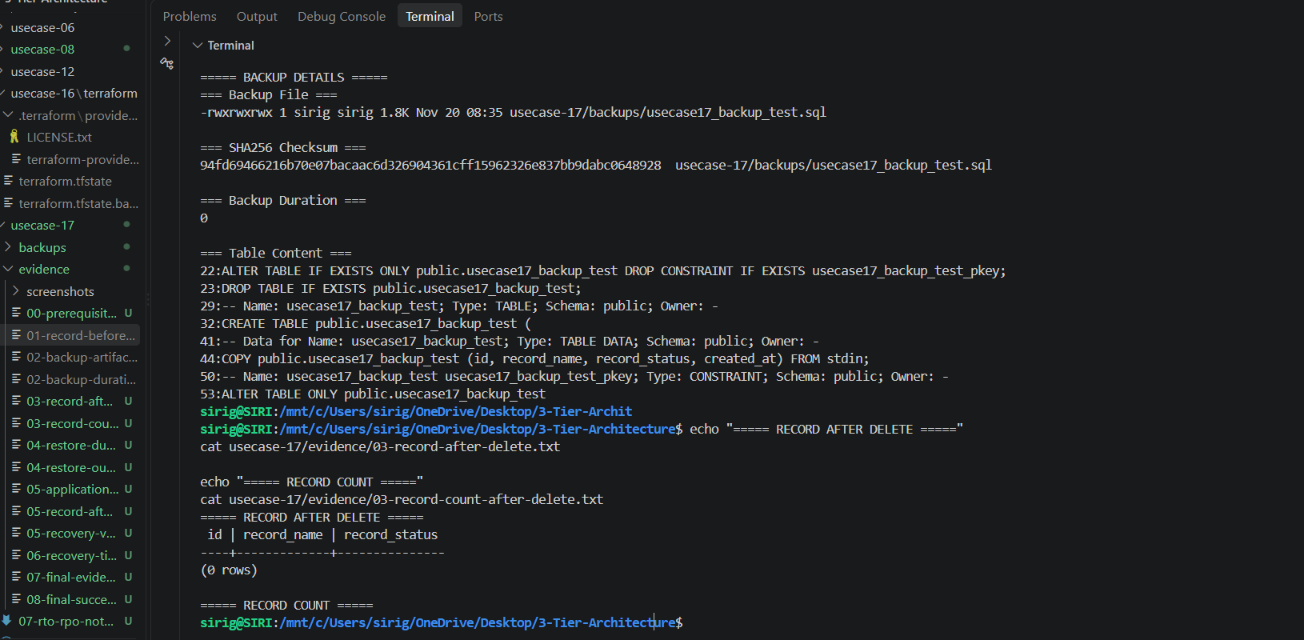 3-Tier-Architecture
usecase-06
usecase-08
usecase-12
usecase-16\terraform
.terraform\provide...
LICENSE.txt
terraform-provide...
terraform.tfstate
terraform.tfstate.ba...
usecase-17
backups
evidence
screenshots
00-prerequisit... U
01-record-before...
02-backup-artifac...
02-backup-durati...
03-record-aft... U
03-record-cou... U
04-restore-du... U
04-restore-ou... U
05-application... U
05-record-aft... U
05-recovery-v... U
06-recovery-ti... U
07-final-evide... U
08-final-succe... U
07-rto-rpo-not... U
Problems Output Debug Console Terminal Ports
Terminal
===== BACKUP DETAILS =====
=== Backup File ===
-rwxrwxrwx 1 sirig sirig 1.8K Nov 20 08:35 usecase-17/backups/usecase17_backup_test.sql
=== SHA256 Checksum ===
94fd69466216b70e07bacaac6d326904361cff15962326e837bb9dabc0648928  usecase-17/backups/usecase17_backup_test.sql
=== Backup Duration ===
0
=== Table Content ===
22:ALTER TABLE IF EXISTS ONLY public.usecase17_backup_test DROP CONSTRAINT IF EXISTS usecase17_backup_test_pkey;
23:DROP TABLE IF EXISTS public.usecase17_backup_test;
29:-- Name: usecase17_backup_test; Type: TABLE; Schema: public; Owner: -
32:CREATE TABLE public.usecase17_backup_test (
41:-- Data for Name: usecase17_backup_test; Type: TABLE DATA; Schema: public; Owner: -
44:COPY public.usecase17_backup_test (id, record_name, record_status, created_at) FROM stdin;
50:-- Name: usecase17_backup_test usecase17_backup_test_pkey; Type: CONSTRAINT; Schema: public; Owner: -
53:ALTER TABLE ONLY public.usecase17_backup_test
sirig@SIRI:/mnt/c/Users/sirig/OneDrive/Desktop/3-Tier-Archit
sirig@SIRI:/mnt/c/Users/sirig/OneDrive/Desktop/3-Tier-Architecture$ echo "===== RECORD AFTER DELETE ====="
cat usecase-17/evidence/03-record-after-delete.txt
echo "===== RECORD COUNT ====="
cat usecase-17/evidence/03-record-count-after-delete.txt
===== RECORD AFTER DELETE =====
 id | record_name | record_status
----+-------------+---------------
(0 rows)
===== RECORD COUNT =====
sirig@SIRI:/mnt/c/Users/sirig/OneDrive/Desktop/3-Tier-Architecture$